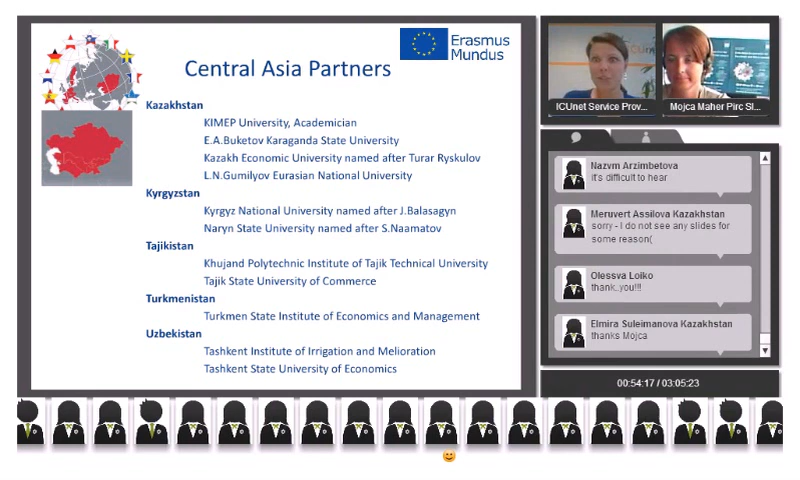 Erasmus
Mundus
Central Asia Partners
Kazakhstan
KIMEP University, Academician
E.A.Buketov Karaganda State University
Kazakh Economic University named after Turar Ryskulov
L.N.Gumilyov Eurasian National University
Kyrgyzstan
Kyrgyz National University named after J.Balasagyn
Naryn State University named after S.Naamatov
Tajikistan
Khujand Polytechnic Institute of Tajik Technical University
Tajik State University of Commerce
Turkmenistan
Turkmen State Institute of Economics and Management
Uzbekistan
Tashkent Institute of Irrigation and Melioration
Tashkent State University of Economics
ICUnet Service Prov...
Mojca Maher Pirc Sl...
Nazvm Arzimbetova
it's difficult to hear
Meruvert Assilova Kazakhstan
sorry - I do not see any slides for
some reason(
Olessva Loiko
thank..you!!!
Elmira Suleimanova Kazakhstan
thanks Mojca
00:54:17 / 03:05:23